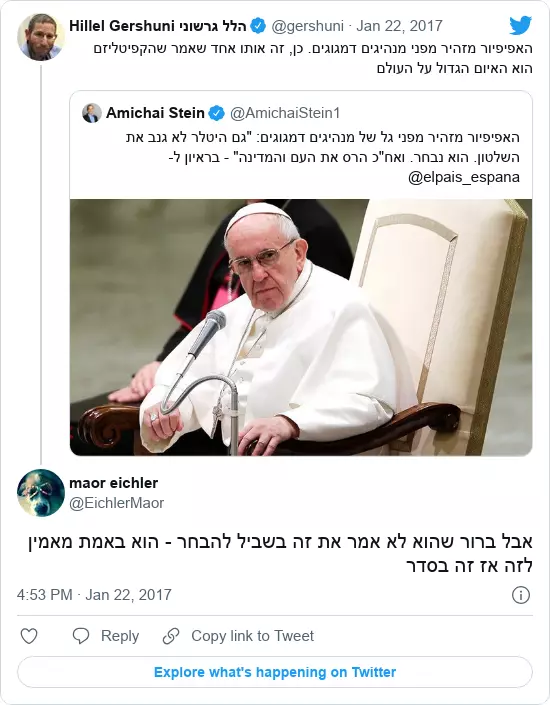 Hillel Gershuni הלל גרשוני @gershuni · Jan 22, 2017
האפיפיור מזהיר מפני מנהיגים דמגוגים. כן, זה אותו אחד שאמר שהקפיטליזם
הוא האיום הגדול על העולם
Amichai Stein @AmichaiStein1
האפיפיור מזהיר מפני גל של מנהיגים דמגוגים: "גם היטלר לא גנב את
השלטון. הוא נבחר. ואח"כ הרס את העם והמדינה" - בראיון ל-
@elpais_espana
maor eichler
@EichlerMaor
אבל ברור שהוא לא אמר את זה בשביל להבחר - הוא באמת מאמין
לזה אז זה בסדר
4:53 PM · Jan 22, 2017
Reply Copy link to Tweet
Explore what's happening on Twitter